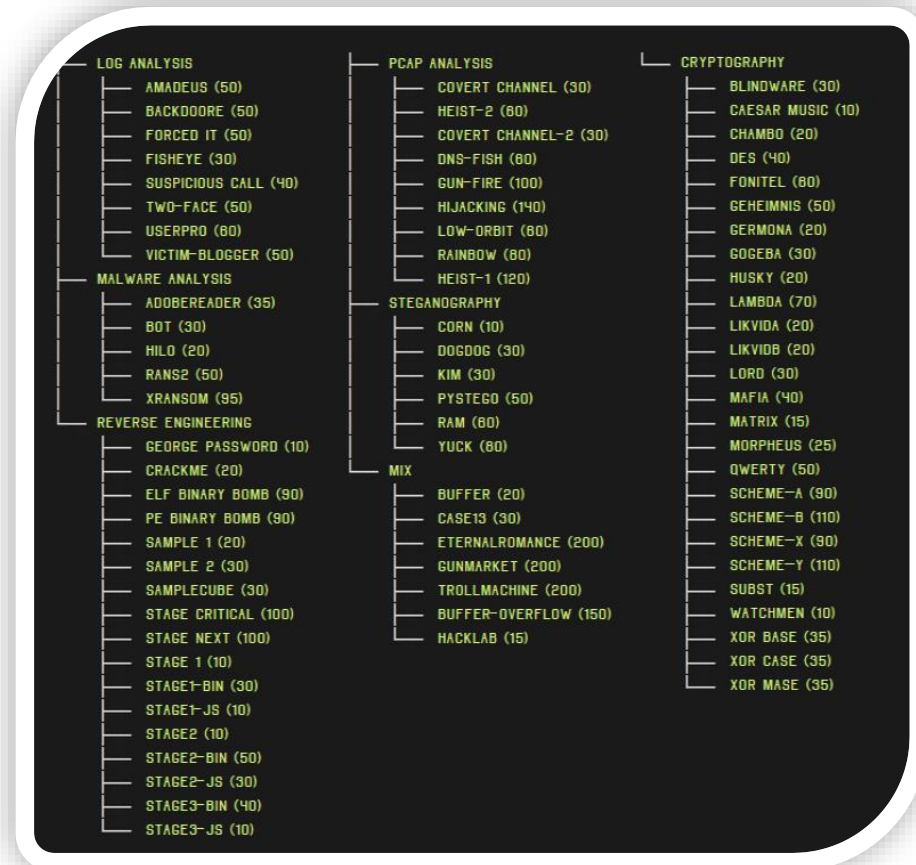 LOG ANALYSIS
AMADEUS (50)
BACKDOORE (50)
FORCED IT (50)
FISHEYE (30)
SUSPICIOUS CALL (40)
TWO-FACE (50)
USERPRO
VICTIM-BLOGGER (50)
MALWARE ANALYSIS
ADOBEREADER (35)
BOT (30)
HILO (20)
RANS2 (50)
XRANSOM (95)
REVERSE ENGINEERING
GEORGE PASSWORD (10)
CRACKME (20)
ELF BINARY BOMB (90)
PE BINARY BOMB (90)
SAMPLE 1 (20)
SAMPLE 2 (30)
SAMPLECUBE (30)
STAGE CRITICAL (100)
STAGE NEXT (100)
STAGE 1 (10)
STAGE1-BIN (30)
STAGE1-JS (10)
STAGE2 (10)
STAGE2-BIN (50)
STAGE2-JS (30)
STAGE3-BIN (40)
STAGE3-JS (10)
PCAP ANALYSIS
COVERT CHANNEL (30)
HEIST-2
COVERT CHANNEL-2 (30)
DNS-FISH
GUN-FIRE (100)
HIJACKING (140)
LOW-ORBIT
RAINBOW
HEIST-1 (120)
STEGANOGRAPHY
CORN (10)
DOGDOG (30)
KIM (30)
PYSTEGO (50)
RAM
YUCK
MIX
BUFFER (20)
CASE13 (30)
ETERNALROMANCE (200)
GUNMARKET (200)
TROLLMACHINE (200)
BUFFER-OVERFLOW (150)
HACKLAB (15)
CRYPTOGRAPHY
BLINDWARE (30)
CAESAR MUSIC (10)
CHAMBO (20)
DES (40)
FONITEL
GEHEIMNIS (50)
GERMONA (20)
GOGEBA (30)
HUSKY (20)
LAMBDA (70)
LIKVIDA (20)
LIKVIDB (20)
LORD (30)
MAFIA (40)
MATRIX (15)
MORPHEUS (25)
QWERTY (50)
SCHEME-A (90)
SCHEME-B (110)
SCHEME-X (90)
SCHEME-Y (110)
SUBST (15)
WATCHMEN (10)
XOR BASE (35)
XOR CASE (35)
XOR MASE (35)